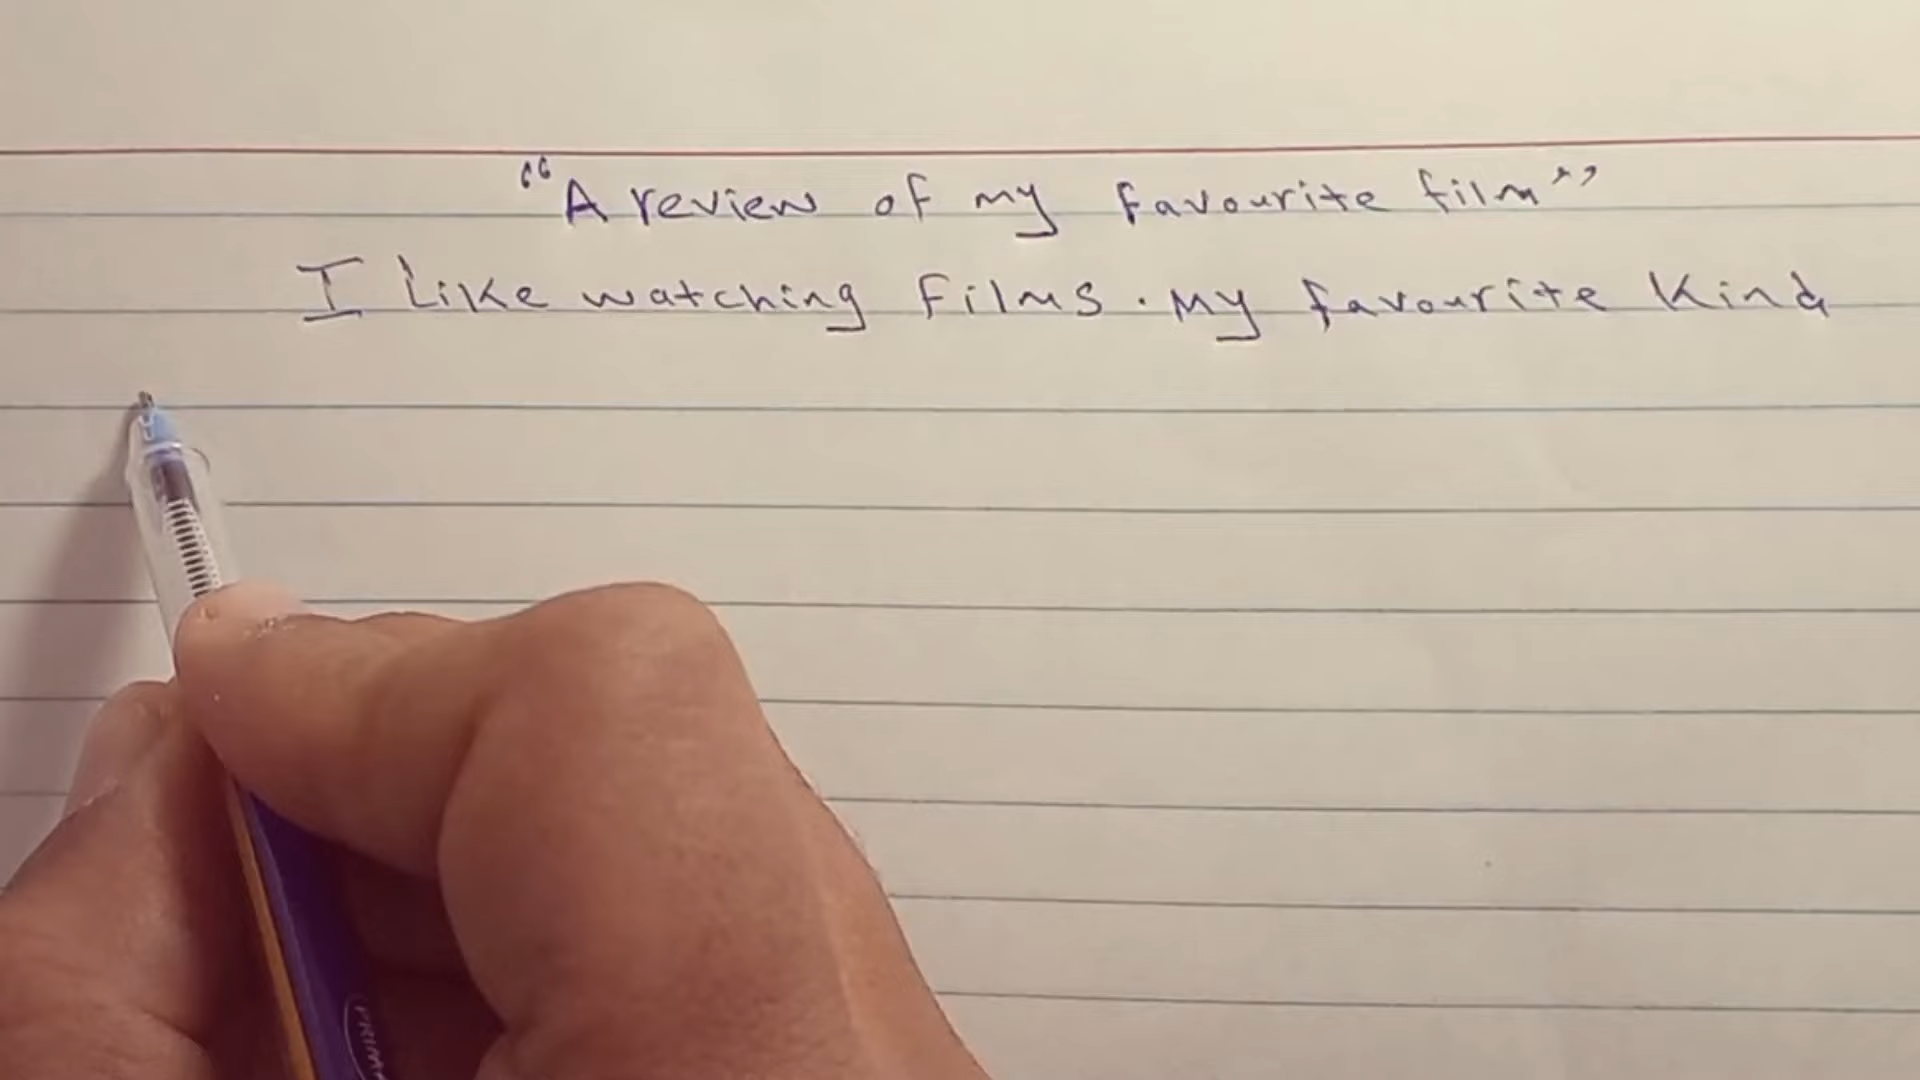 “A review of my favourite film”
I Like watching films. My favourite kind